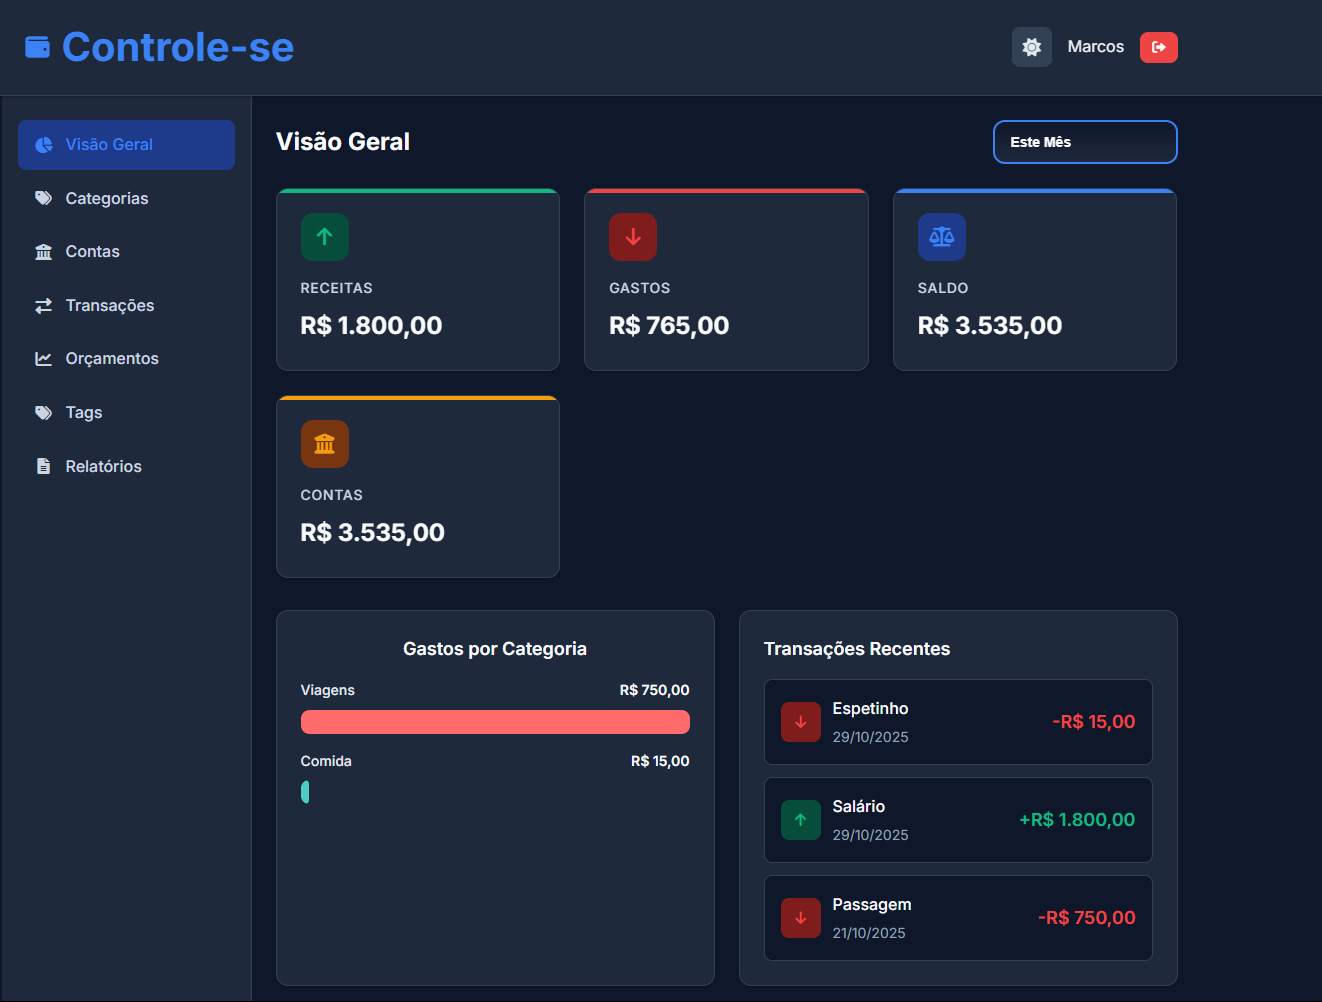 Controle-se
Marcos
Visão Geral
Categorias
Contas
Transações
Orçamentos
Tags
Relatórios
Visão Geral
Este Mês
RECEITAS
R$ 1.800,00
GASTOS
R$ 765,00
SALDO
R$ 3.535,00
CONTAS
R$ 3.535,00
Gastos por Categoria
Viagens R$ 750,00
Comida R$ 15,00
Transações Recentes
Espetinho
29/10/2025
-R$ 15,00
Salário
29/10/2025
+R$ 1.800,00
Passagem
21/10/2025
-R$ 750,00